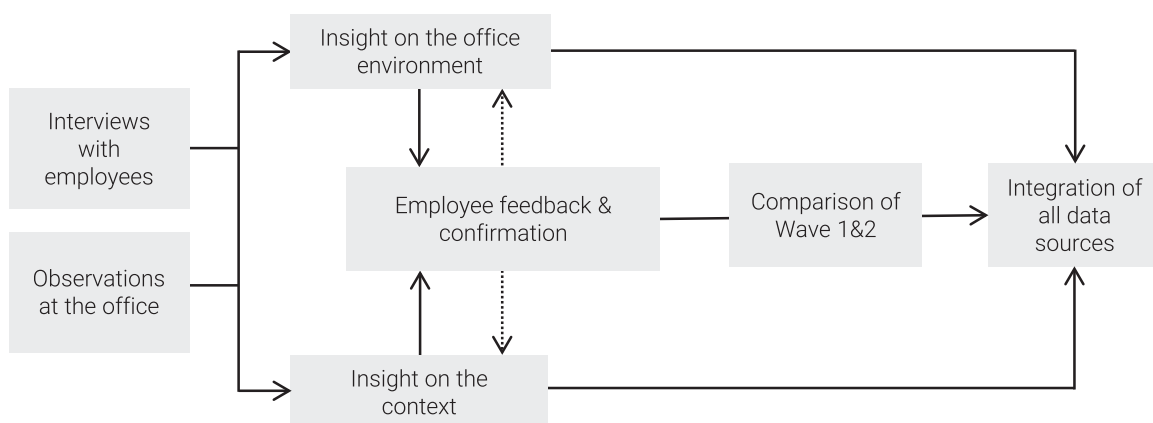 Insight on the office
environment
Interviews
with
employees
Employee feedback &
confirmation
Comparison of
Wave 1&2
Integration of
all data
sources
Observations
at the office
Insight on the
context